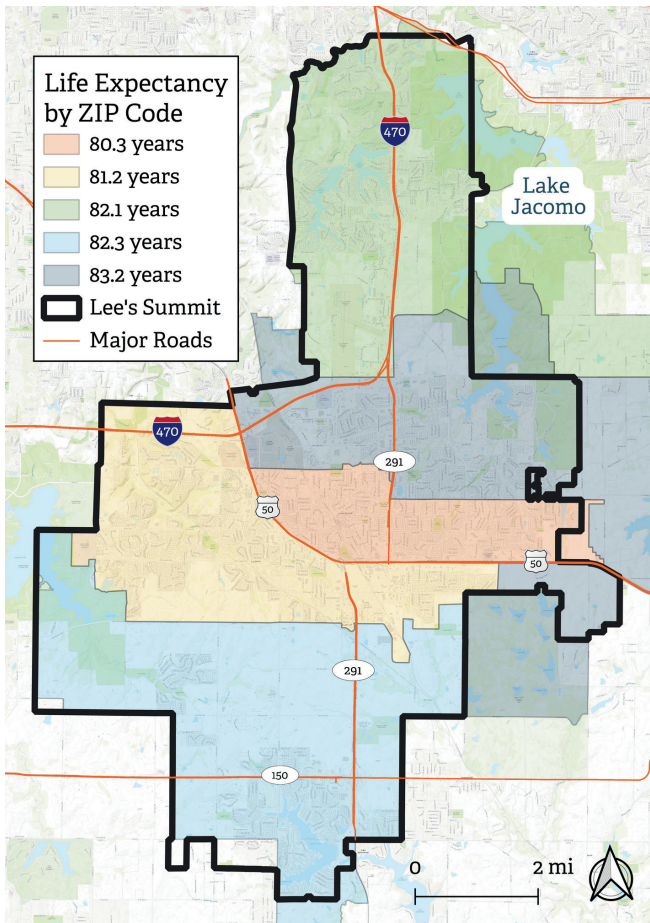 Life Expectancy
by ZIP Code
80.3 years
81.2 years
82.1 years
82.3 years
83.2 years
Lee's Summit
Major Roads
470
Lake
Jacomo
470
291
50
50
291
150
0 2 mi